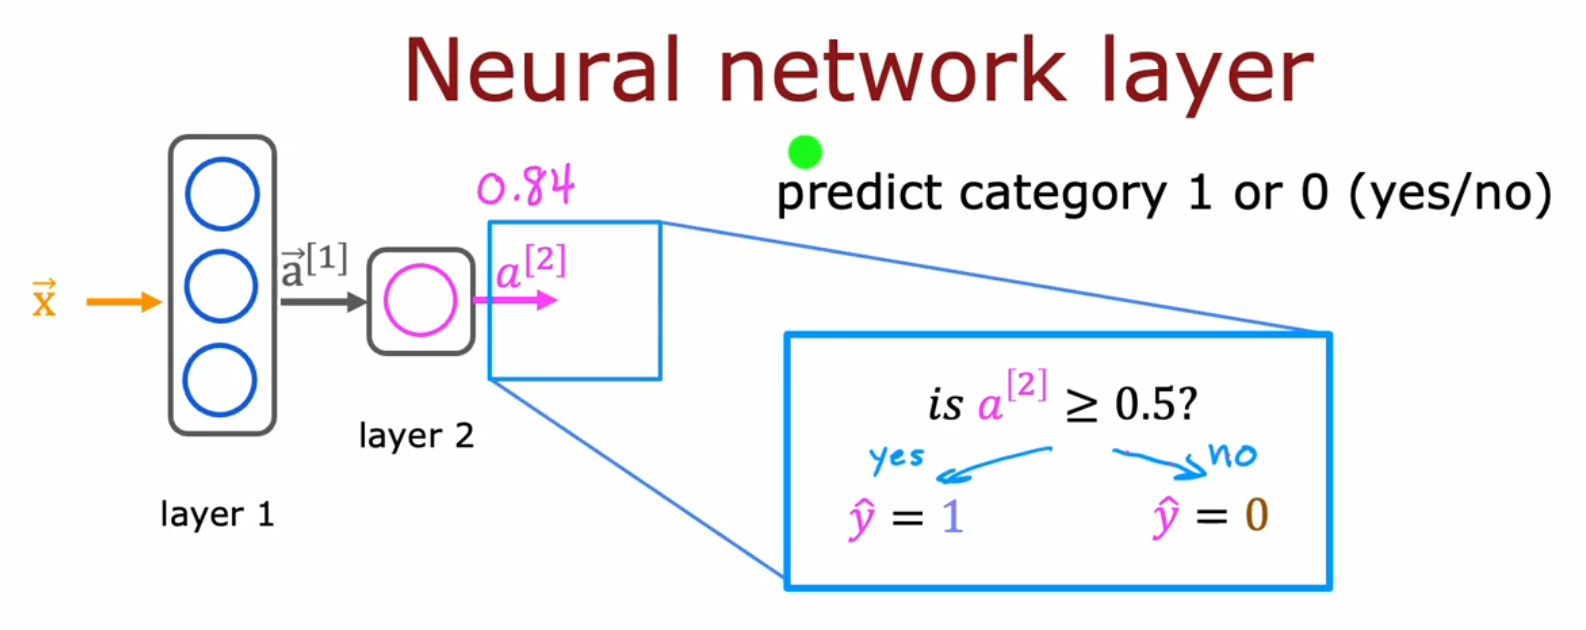 Neural network layer
predict category 1 or 0 (yes/no)
0.84
x⃗
a⃗[1]
a[2]
layer 2
layer 1
is a[2] ≥ 0.5?
yes
no
ŷ = 1
ŷ = 0